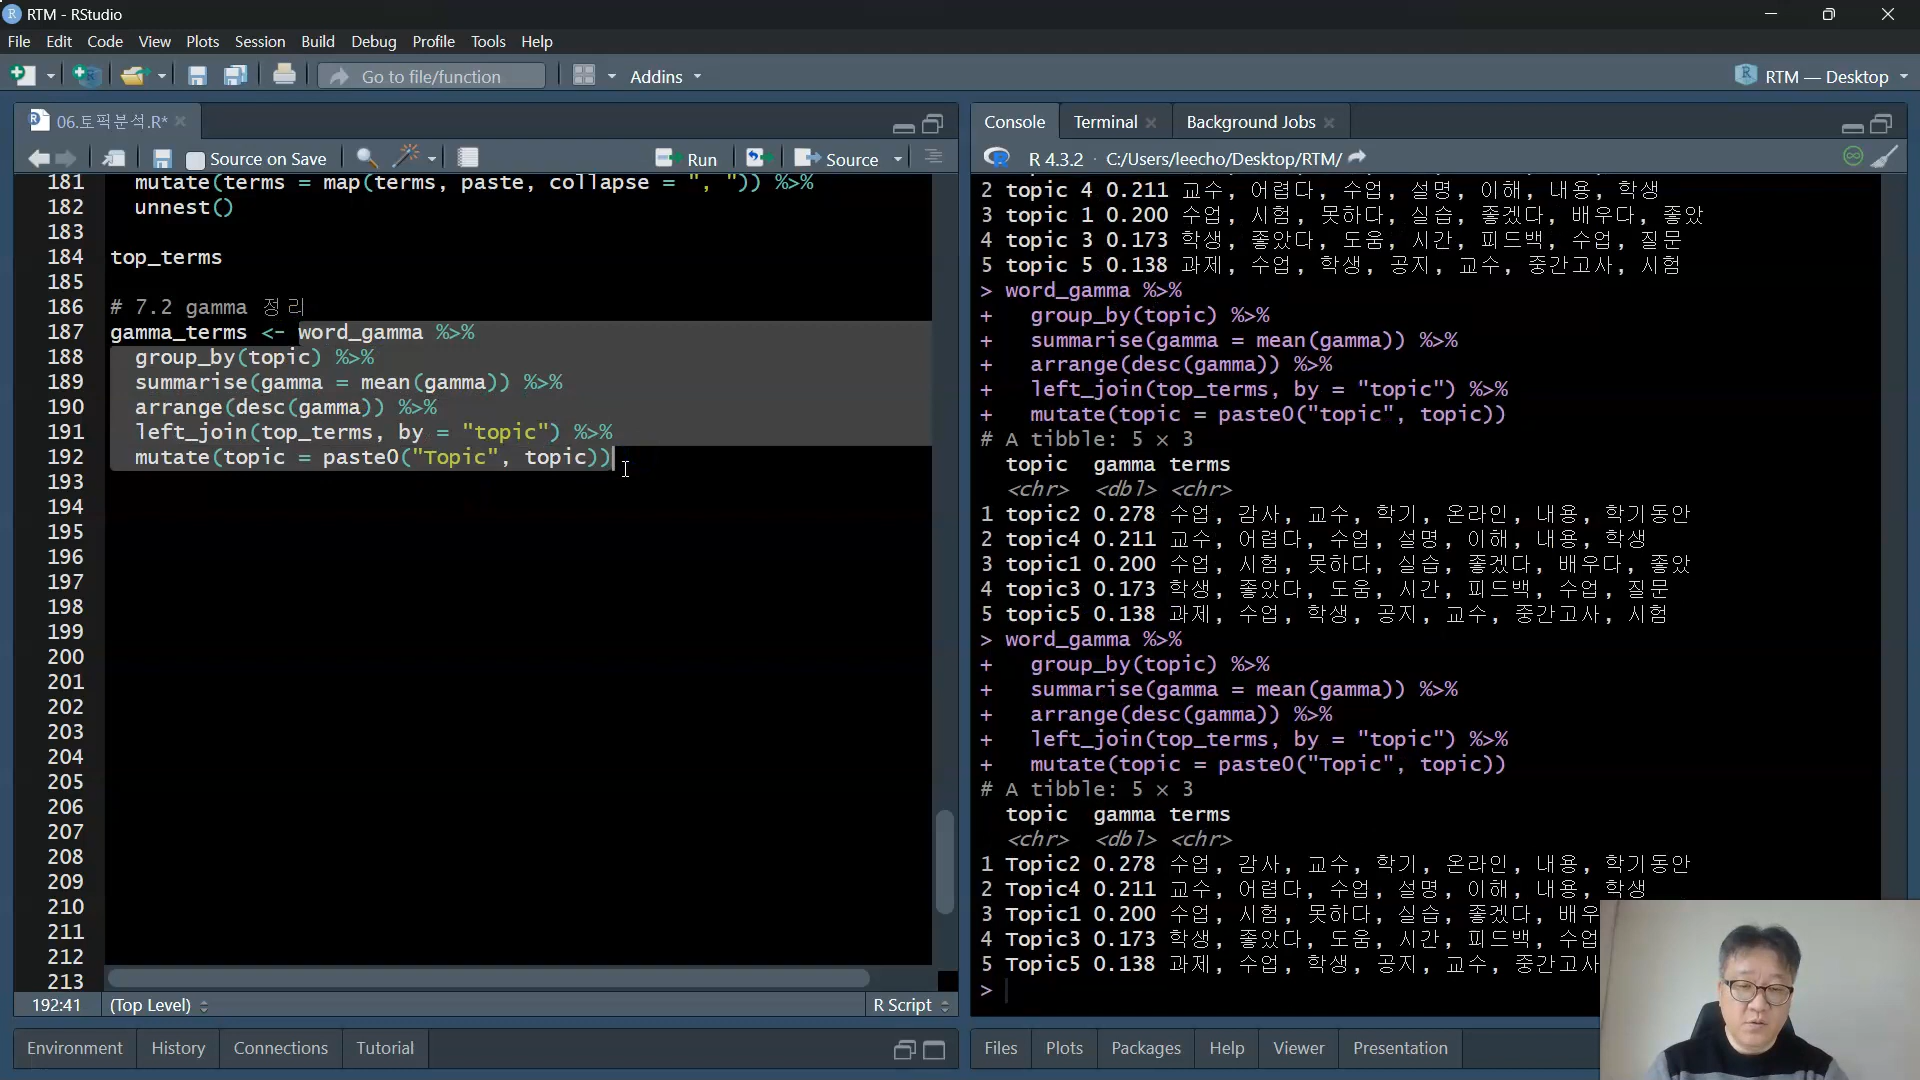 RTM - RStudio
File Edit Code View Plots Session Build Debug Profile Tools Help
Go to file/function
Addins
RTM — Desktop
06.토픽분석.R*
Source on Save
Run
Source
181 mutate(terms = map(terms, paste, collapse = ", ")) %>%
182 unnest()
183
184 top_terms
185
186 # 7.2 gamma 정리
187 gamma_terms <- word_gamma %>%
188 group_by(topic) %>%
189 summarise(gamma = mean(gamma)) %>%
190 arrange(desc(gamma)) %>%
191 left_join(top_terms, by = "topic") %>%
192 mutate(topic = paste0("Topic", topic))
193
194
195
196
197
198
199
200
201
202
203
204
205
206
207
208
209
210
211
212
213
192:41 (Top Level) R Script
Environment History Connections Tutorial
Console Terminal Background Jobs
R 4.3.2 · C:/Users/leecho/Desktop/RTM/
2 topic 4 0.211 교수, 어렵다, 수업, 설명, 이해, 내용, 학생
3 topic 1 0.200 수업, 시험, 못하다, 실습, 좋겠다, 배우다, 좋았
4 topic 3 0.173 학생, 좋았다, 도움, 시간, 피드백, 수업, 질문
5 topic 5 0.138 과제, 수업, 학생, 공지, 교수, 중간고사, 시험
> word_gamma %>%
+ group_by(topic) %>%
+ summarise(gamma = mean(gamma)) %>%
+ arrange(desc(gamma)) %>%
+ left_join(top_terms, by = "topic") %>%
+ mutate(topic = paste0("topic", topic))
# A tibble: 5 × 3
topic gamma terms
<chr> <dbl> <chr>
1 topic2 0.278 수업, 감사, 교수, 학기, 온라인, 내용, 학기동안
2 topic4 0.211 교수, 어렵다, 수업, 설명, 이해, 내용, 학생
3 topic1 0.200 수업, 시험, 못하다, 실습, 좋겠다, 배우다, 좋았
4 topic3 0.173 학생, 좋았다, 도움, 시간, 피드백, 수업, 질문
5 topic5 0.138 과제, 수업, 학생, 공지, 교수, 중간고사, 시험
> word_gamma %>%
+ group_by(topic) %>%
+ summarise(gamma = mean(gamma)) %>%
+ arrange(desc(gamma)) %>%
+ left_join(top_terms, by = "topic") %>%
+ mutate(topic = paste0("Topic", topic))
# A tibble: 5 × 3
topic gamma terms
<chr> <dbl> <chr>
1 Topic2 0.278 수업, 감사, 교수, 학기, 온라인, 내용, 학기동안
2 Topic4 0.211 교수, 어렵다, 수업, 설명, 이해, 내용, 학생
3 Topic1 0.200 수업, 시험, 못하다, 실습, 좋겠다, 배우
4 Topic3 0.173 학생, 좋았다, 도움, 시간, 피드백, 수업
5 Topic5 0.138 과제, 수업, 학생, 공지, 교수, 중간고사
>
Files Plots Packages Help Viewer Presentation